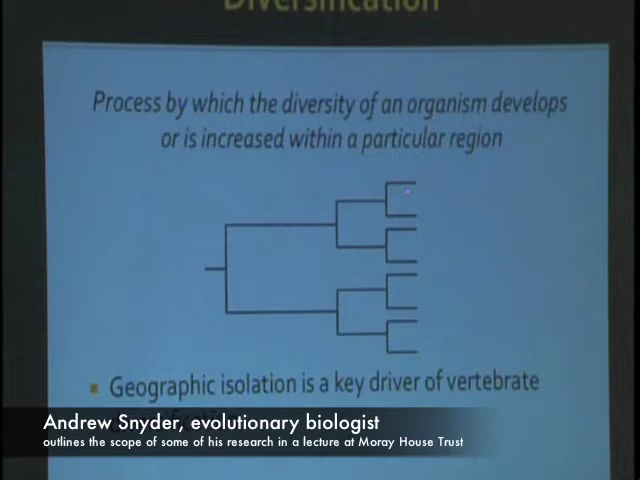 Diversification
Process by which the diversity of an organism develops
or is increased within a particular region
Geographic isolation is a key driver of vertebrate
Andrew Snyder, evolutionary biologist
outlines the scope of some of his research in a lecture at Moray House Trust